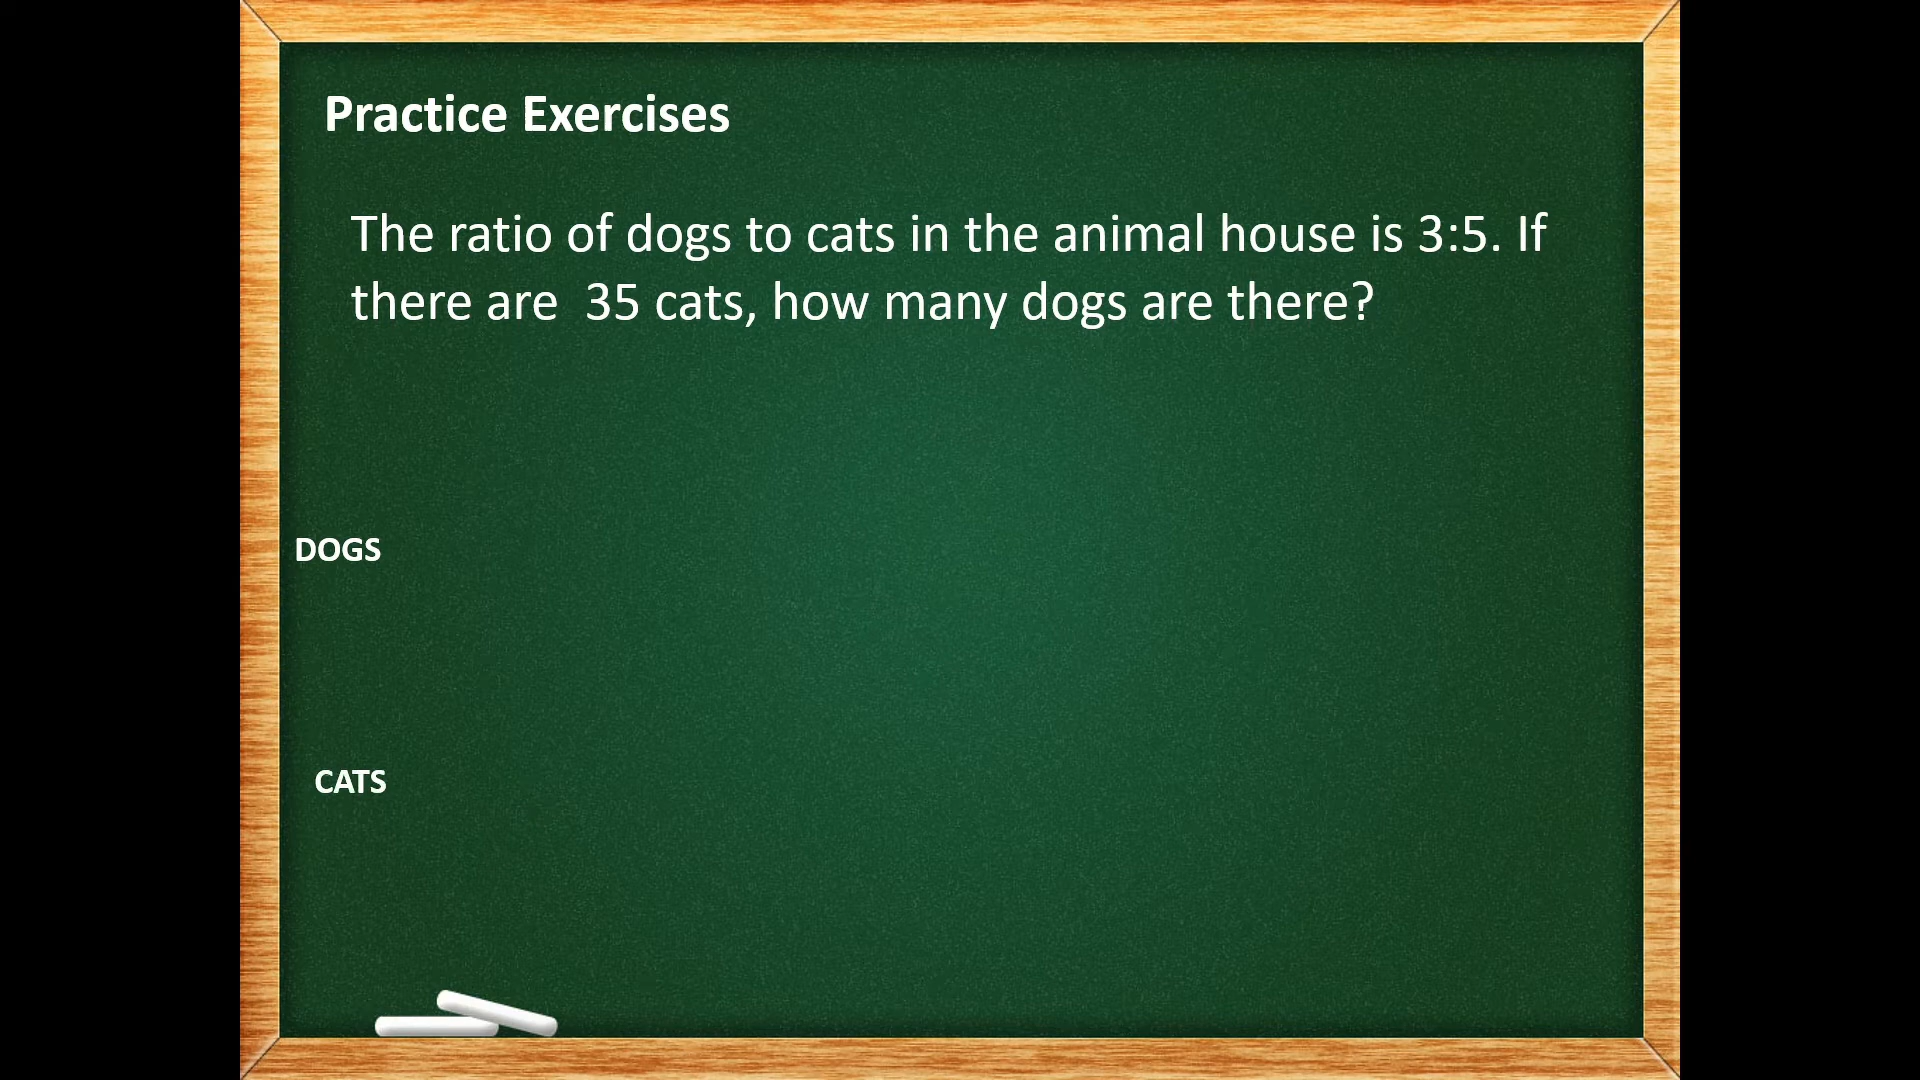 Practice Exercises
The ratio of dogs to cats in the animal house is 3:5. If
there are  35 cats, how many dogs are there?
DOGS
CATS